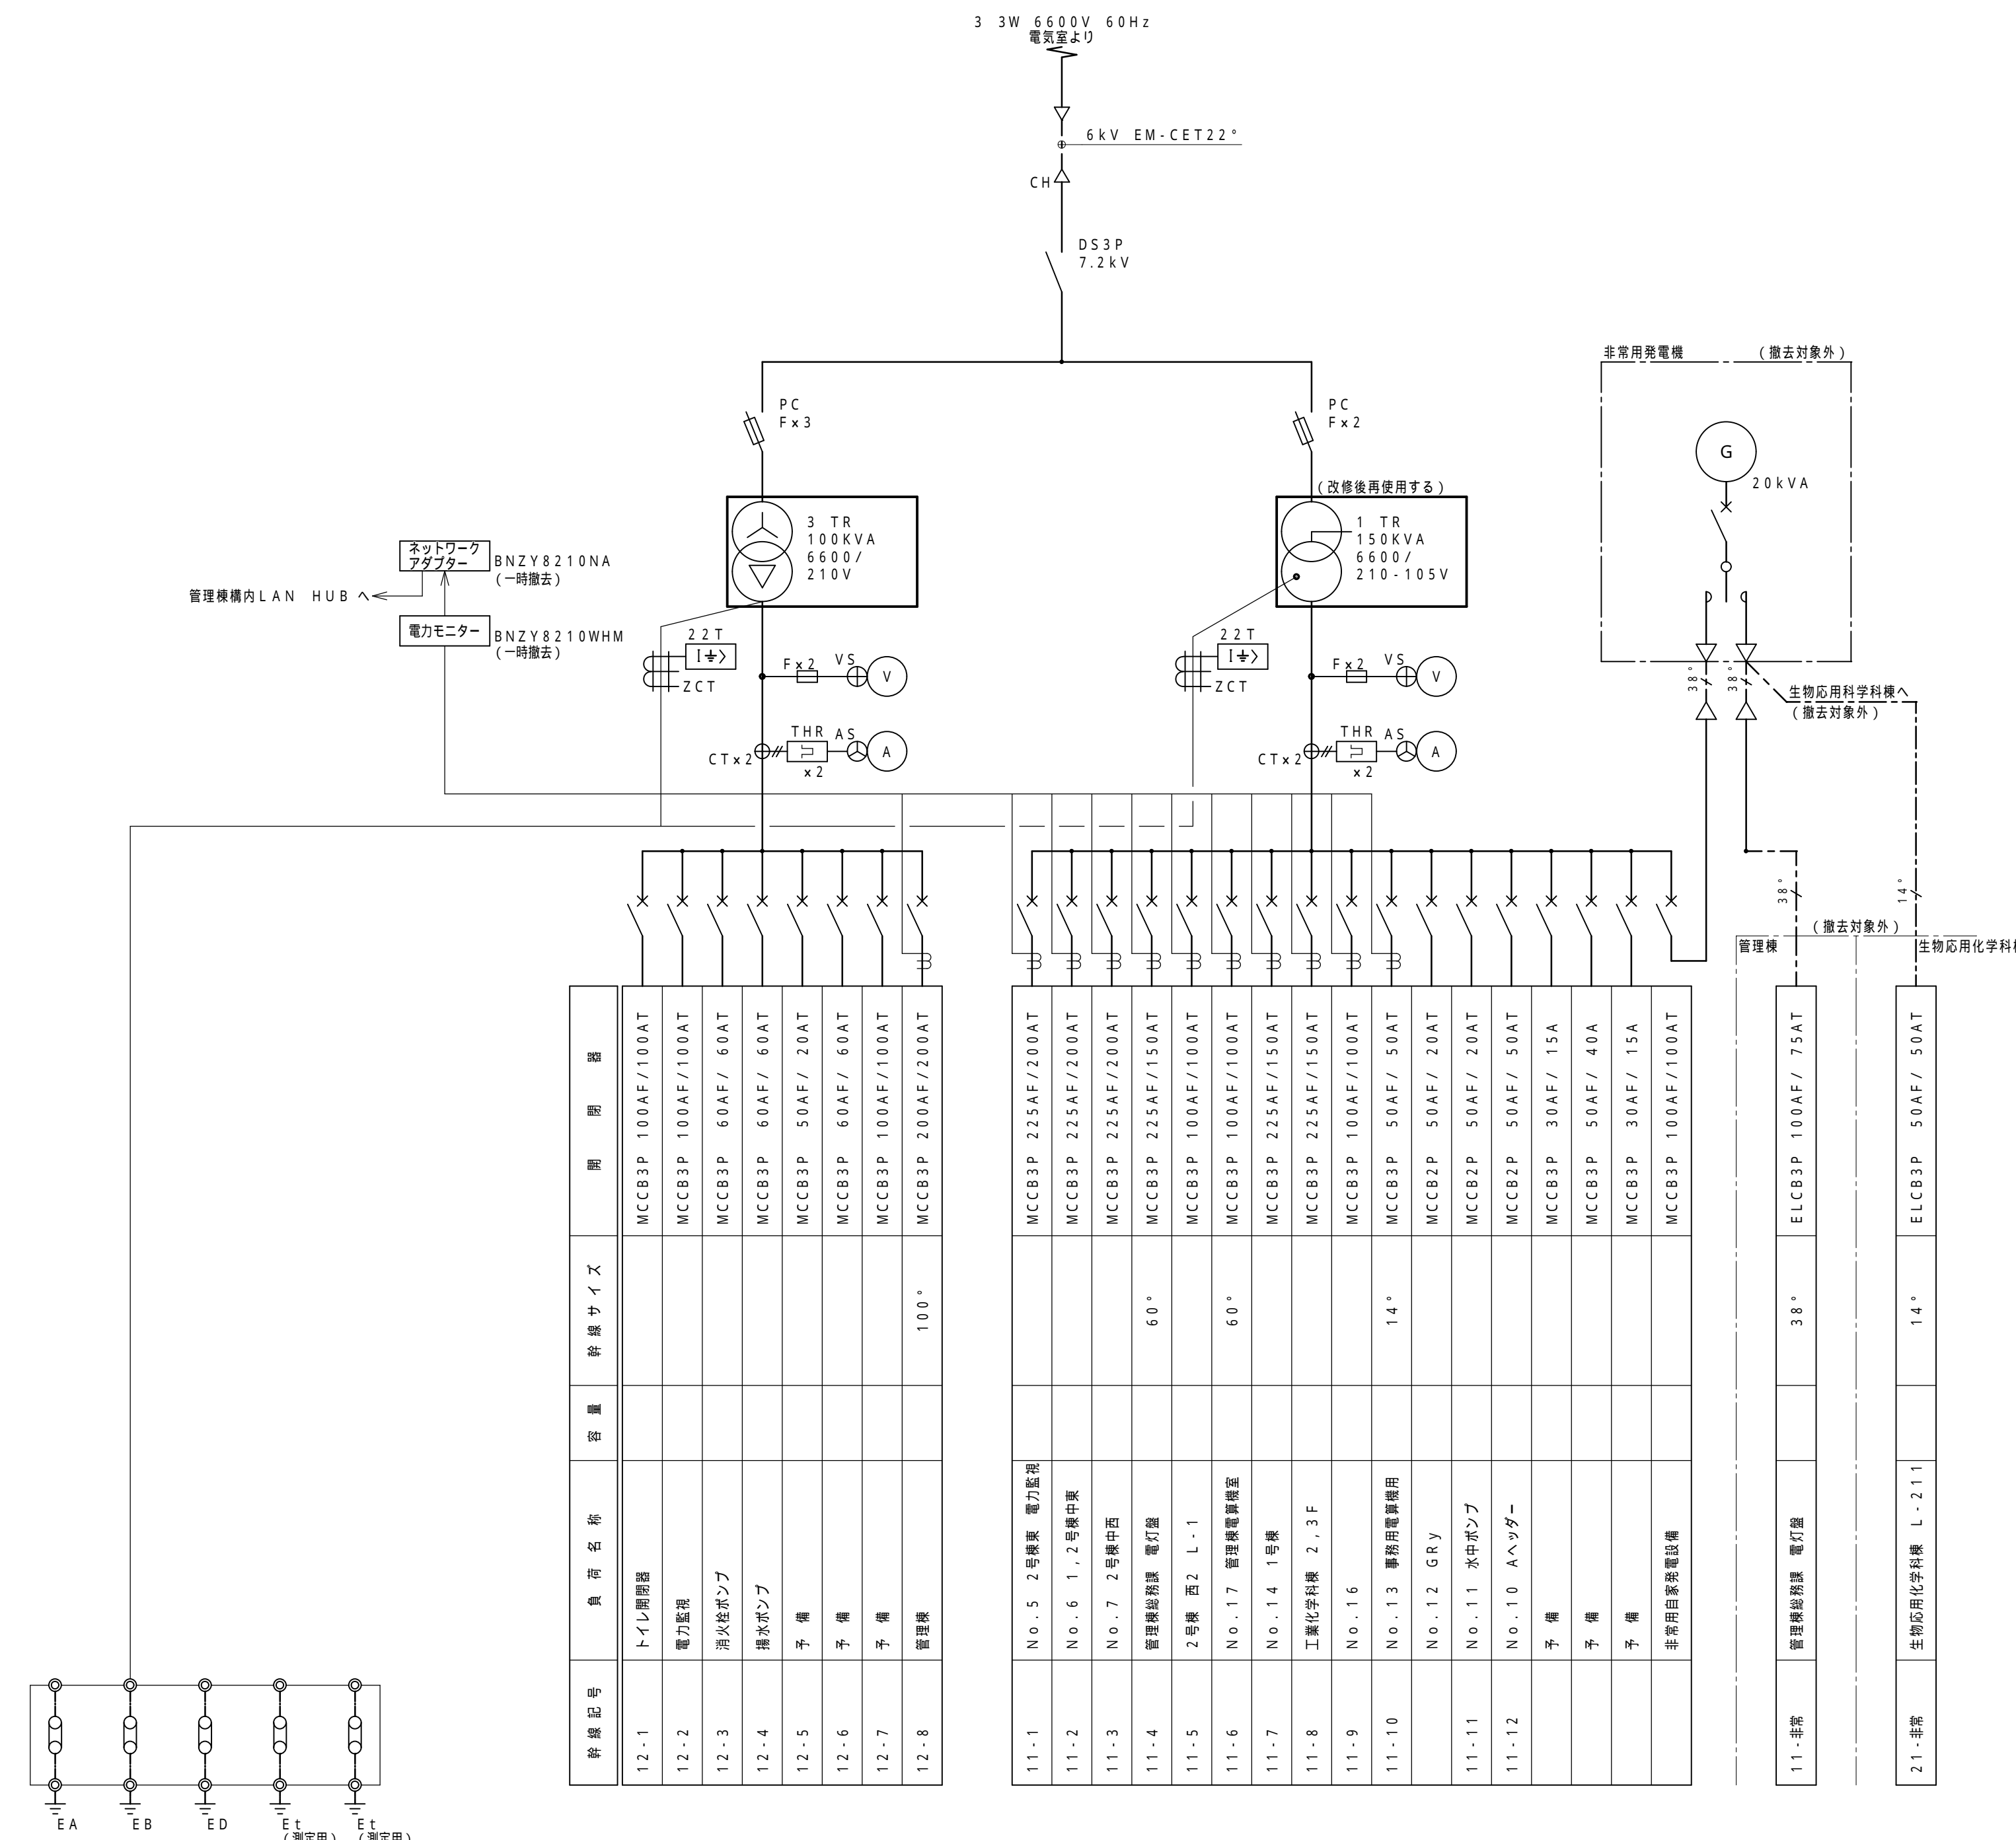 3 3W 6600V 60Hz
電気室より
6kV EM-CET22°
CH
DS3P
7.2kV
非常用発電機
(撤去対象外)
PC
F×3
PC
F×2
G
20kVA
(改修後再使用する)
3 TR
100KVA
6600/
210V
1 TR
150KVA
6600/
210-105V
ネットワーク
アダプター
BNZY8210NA
(一時撤去)
管理棟構内LAN HUB へ
電力モニター
BNZY8210WHM
(一時撤去)
22T
I
ZCT
F×2
VS
V
22T
I
ZCT
F×2
VS
V
38°
38°
生物応用科学科棟へ
(撤去対象外)
CT×2
THR
×2
AS
A
CT×2
THR
×2
AS
A
38°
14°
(撤去対象外)
管理棟
生物応用化学科棟
開閉器
幹線サイズ
容量
負荷名称
幹線記号
MCCB3P 100AF/100AT
トイレ開閉器
12-1
MCCB3P 100AF/100AT
電力監視
12-2
MCCB3P 60AF/ 60AT
消火栓ポンプ
12-3
MCCB3P 60AF/ 60AT
揚水ポンプ
12-4
MCCB3P 50AF/ 20AT
予 備
12-5
MCCB3P 60AF/ 60AT
予 備
12-6
MCCB3P 100AF/100AT
予 備
12-7
MCCB3P 200AF/200AT
100°
管理棟
12-8
MCCB3P 225AF/200AT
No.5 2号棟東 電力監視
11-1
MCCB3P 225AF/200AT
No.6 1,2号棟中東
11-2
MCCB3P 225AF/200AT
No.7 2号棟中西
11-3
MCCB3P 225AF/150AT
60°
管理棟総務課 電灯盤
11-4
MCCB3P 100AF/100AT
2号棟 西2 L-1
11-5
MCCB3P 100AF/100AT
60°
No.17 管理棟電算機室
11-6
MCCB3P 225AF/150AT
No.14 1号棟
11-7
MCCB3P 225AF/150AT
工業化学科棟 2,3F
11-8
MCCB3P 100AF/100AT
No.16
11-9
MCCB3P 50AF/ 50AT
14°
No.13 事務用電算機用
11-10
MCCB2P 50AF/ 20AT
No.12 GRy
MCCB2P 50AF/ 20AT
No.11 水中ポンプ
11-11
MCCB2P 50AF/ 50AT
No.10 Aヘッダー
11-12
MCCB3P 30AF/ 15A
予 備
MCCB3P 50AF/ 40A
予 備
MCCB3P 30AF/ 15A
予 備
MCCB3P 100AF/100AT
非常用自家発電設備
ELCB3P 100AF/ 75AT
38°
管理棟総務課 電灯盤
11-非常
ELCB3P 50AF/ 50AT
14°
生物応用化学科棟 L-211
21-非常
EA
EB
ED
Et
(測定用)
Et
(測定用)